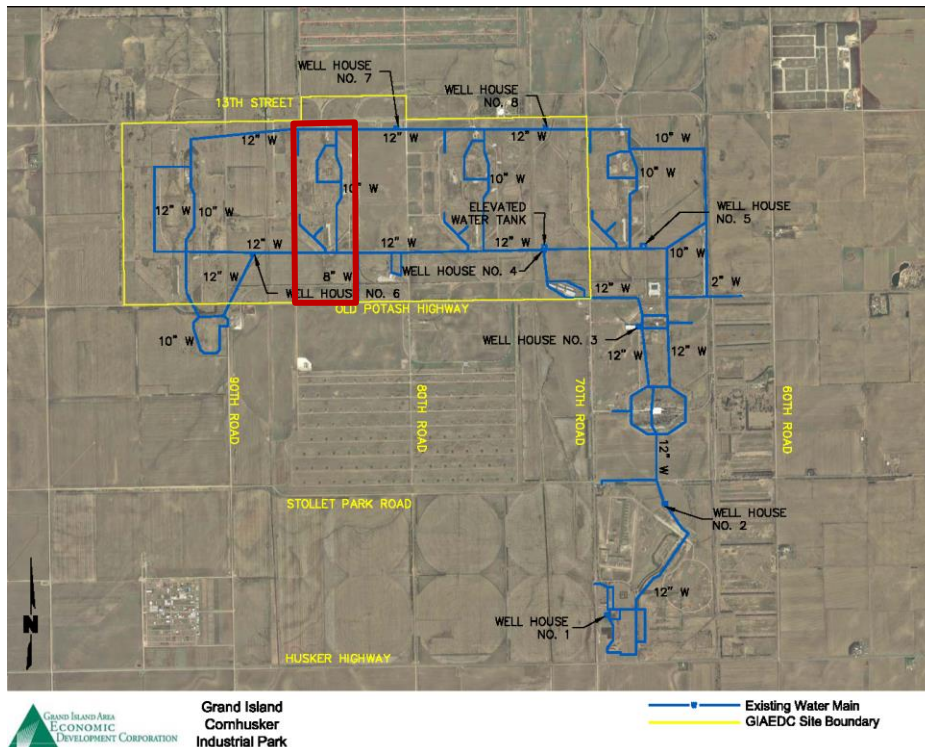 WELL HOUSE
NO. 7
WELL HOUSE
NO. 8
13TH STREET
12" W
12" W
12" W
10" W
10" W
10" W
10" W
ELEVATED
WATER TANK
WELL HOUSE
NO. 5
12" W
10" W
12" W
12" W
12" W
WELL HOUSE NO. 4
10" W
12" W
8" W
2" W
WELL HOUSE NO. 6
12" W
OLD POTASH HIGHWAY
10" W
WELL HOUSE NO. 3
12" W
12" W
90TH ROAD
80TH ROAD
70TH ROAD
60TH ROAD
12" W
STOLLET PARK ROAD
WELL HOUSE
NO. 2
12" W
WELL HOUSE
NO. 1
N
HUSKER HIGHWAY
GRAND ISLAND AREA
ECONOMIC
DEVELOPMENT CORPORATION
Grand Island
Cornhusker
Industrial Park
W
Existing Water Main
GIAEDC Site Boundary